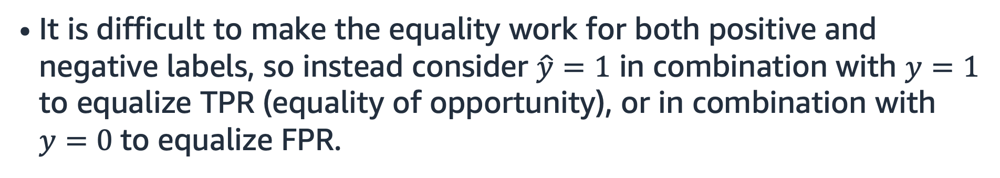 • It is difficult to make the equality work for both positive and
negative labels, so instead consider ŷ = 1 in combination with y = 1
to equalize TPR (equality of opportunity), or in combination with
y = 0 to equalize FPR.